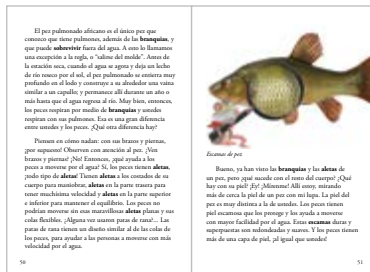 El pez pulmonado africano es el único pez que
conozco que tiene pulmones, además de las branquias, y
que puede sobrevivir fuera del agua. A esto lo llamamos
una excepción a la regla, o "salirse del molde". Antes de
la estación seca, cuando el agua se agota y deja un lecho
de río reseco por el sol, el pez pulmonado se entierra muy
profundo en el lodo y construye a su alrededor una vaina
similar a un capullo; y permanece allí durante un año o
más hasta que el agua regresa al río. Muy bien, entonces,
los peces respiran por medio de branquias y ustedes
respiran con sus pulmones. Esa es una gran diferencia
entre ustedes y los peces. ¿Qué otra diferencia hay?
Piensen en cómo nadan: con sus brazos y piernas,
¡por supuesto! Observen con atención al pez. ¿Ven
brazos y piernas? ¡No! Entonces, ¿qué ayuda a los
peces a moverse por el agua? Sí, los peces tienen aletas,
¡todo tipo de aletas! Tienen aletas a los costados de su
cuerpo para maniobrar, aletas en la parte trasera para
tener muchísima velocidad y aletas en la parte superior
e inferior para mantener el equilibrio. Los peces no
podrían moverse sin esas maravillosas aletas planas y sus
colas flexibles. ¿Alguna vez usaron patas de rana?... Las
patas de rana tienen un diseño similar al de las colas de
los peces, para ayudar a las personas a moverse con más
velocidad por el agua.
50
Escamas de pez
Bueno, ya han visto las branquias y las aletas de
un pez, pero ¿qué sucede con el resto del cuerpo? ¿Qué
hay con su piel? ¡Ey! ¡Mírenme! Allí estoy, mirando
más de cerca la piel de un pez con mi lupa. La piel del
pez es muy distinta a la de ustedes. Los peces tienen
piel escamosa que los protege y los ayuda a moverse
con mayor facilidad por el agua. Estas escamas duras y
superpuestas son redondeadas y suaves. Y los peces tienen
más de una capa de piel, ¡al igual que ustedes!
51